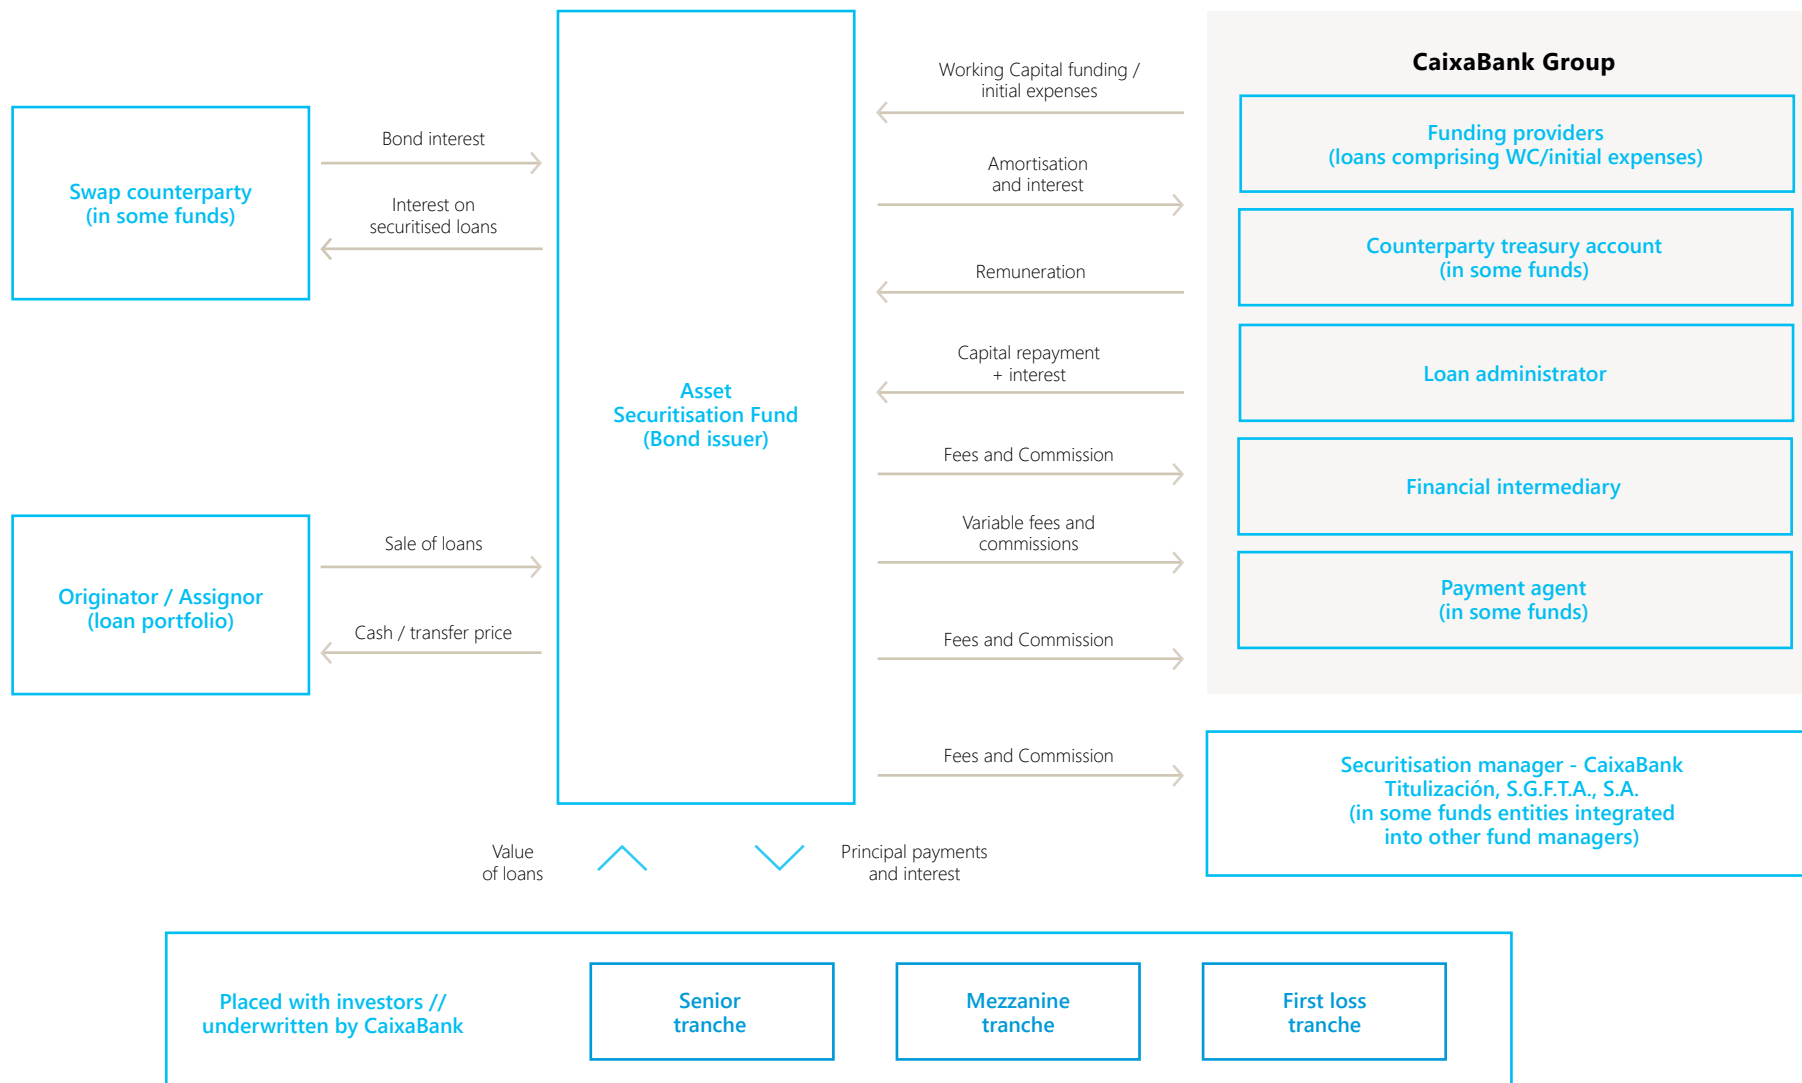 Swap counterparty
(in some funds)
Bond interest
Interest on
securitised loans
Originator / Assignor
(loan portfolio)
Sale of loans
Cash / transfer price
Asset
Securitisation Fund
(Bond issuer)
Working Capital funding /
initial expenses
Amortisation
and interest
Remuneration
Capital repayment
+ interest
Fees and Commission
Variable fees and
commissions
Fees and Commission
Fees and Commission
CaixaBank Group
Funding providers
(loans comprising WC/initial expenses)
Counterparty treasury account
(in some funds)
Loan administrator
Financial intermediary
Payment agent
(in some funds)
Securitisation manager - CaixaBank
Titulización, S.G.F.T.A., S.A.
(in some funds entities integrated
into other fund managers)
Value
of loans
Principal payments
and interest
Placed with investors //
underwritten by CaixaBank
Senior
tranche
Mezzanine
tranche
First loss
tranche